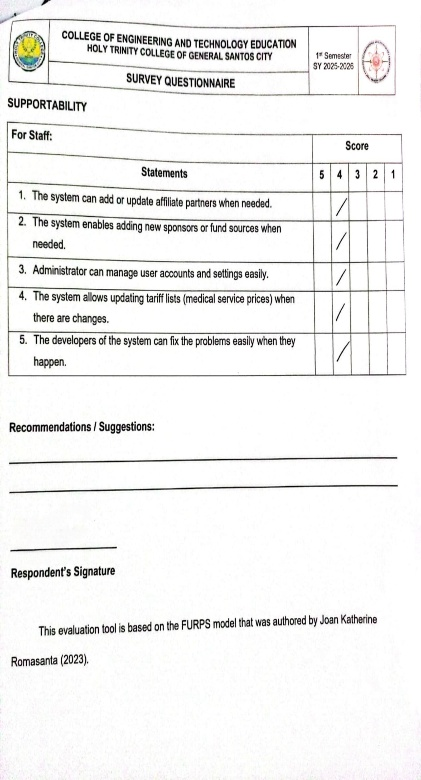 COLLEGE OF ENGINEERING AND TECHNOLOGY EDUCATION
HOLY TRINITY COLLEGE OF GENERAL SANTOS CITY
SURVEY QUESTIONNAIRE
1st Semester
SY 2025-2026
SUPPORTABILITY
For Staff:
Score
Statements 5 4 3 2 1
1. The system can add or update affiliate partners when needed. /
2. The system enables adding new sponsors or fund sources when
needed. /
3. Administrator can manage user accounts and settings easily. /
4. The system allows updating tariff lists (medical service prices) when
there are changes. /
5. The developers of the system can fix the problems easily when they
happen. /
Recommendations / Suggestions:
Respondent's Signature
This evaluation tool is based on the FURPS model that was authored by Joan Katherine
Romasanta (2023).